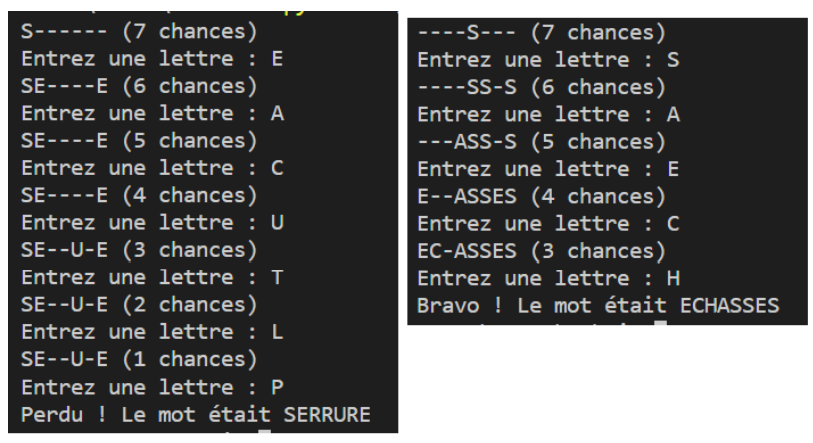 S------ (7 chances)
Entrez une lettre : E
SE----E (6 chances)
Entrez une lettre : A
SE----E (5 chances)
Entrez une lettre : C
SE----E (4 chances)
Entrez une lettre : U
SE--U-E (3 chances)
Entrez une lettre : T
SE--U-E (2 chances)
Entrez une lettre : L
SE--U-E (1 chances)
Entrez une lettre : P
Perdu ! Le mot était SERRURE
----S--- (7 chances)
Entrez une lettre : S
----SS-S (6 chances)
Entrez une lettre : A
---ASS-S (5 chances)
Entrez une lettre : E
E--ASSES (4 chances)
Entrez une lettre : C
EC-ASSES (3 chances)
Entrez une lettre : H
Bravo ! Le mot était ECHASSES